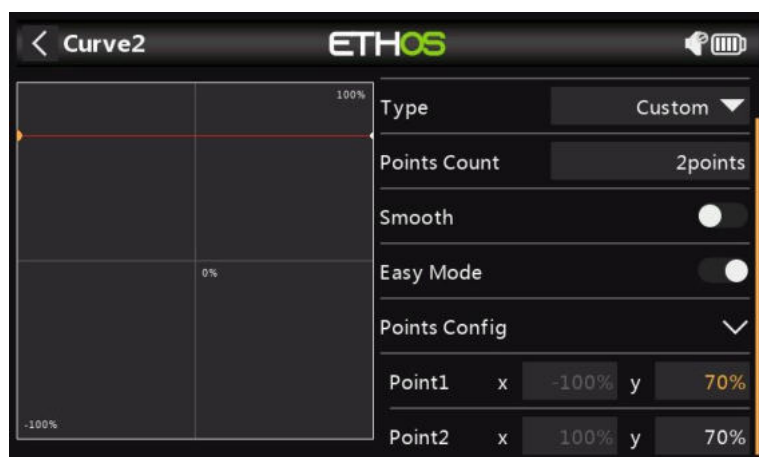 Curve2
ETHOS
100%
0%
-100%
Type Custom
Points Count 2points
Smooth
Easy Mode
Points Config
Point1 x -100% y 70%
Point2 x 100% y 70%